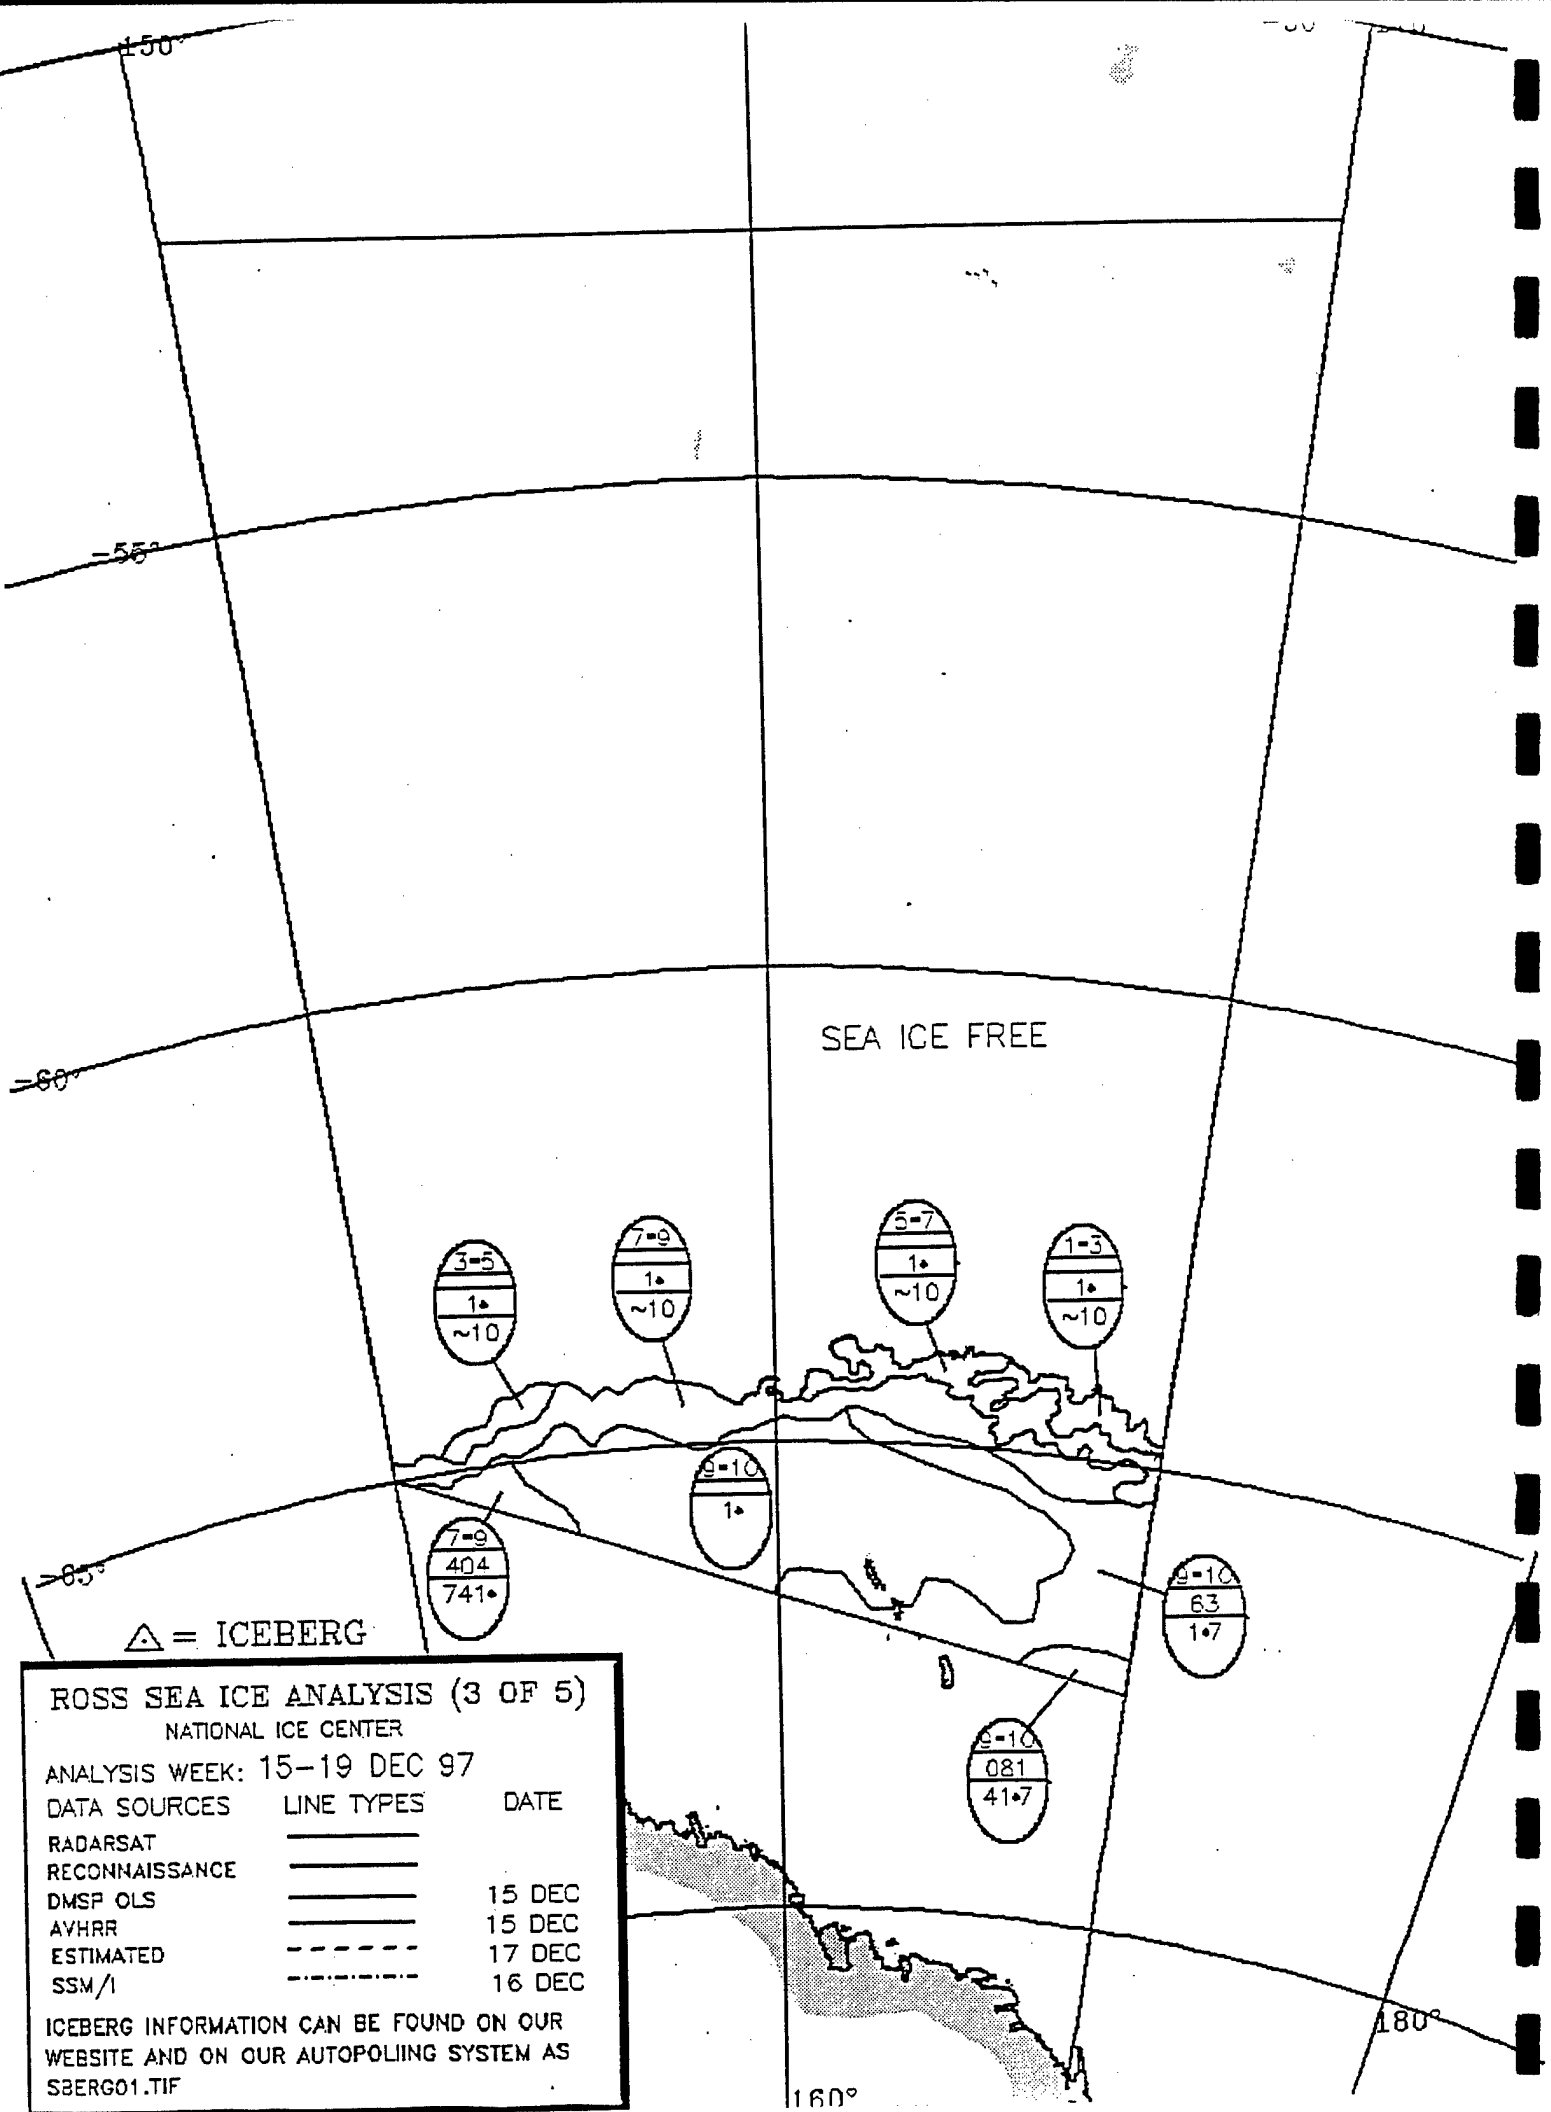 150°
-55°
-60°
SEA ICE FREE
3-5
1•
~10
7-9
1•
~10
5-7
1•
~10
1-3
1•
~10
9-10
1•
7-9
404
741•
9-10
63
1•7
9-10
081
41•7
-65°
△ = ICEBERG
ROSS SEA ICE ANALYSIS (3 OF 5)
NATIONAL ICE CENTER
ANALYSIS WEEK: 15-19 DEC 97
DATA SOURCES LINE TYPES DATE
RADARSAT
RECONNAISSANCE
DMSP OLS 15 DEC
AVHRR 15 DEC
ESTIMATED 17 DEC
SSM/I 16 DEC
ICEBERG INFORMATION CAN BE FOUND ON OUR
WEBSITE AND ON OUR AUTOPOLIING SYSTEM AS
SBERG01.TIF
180°
160°